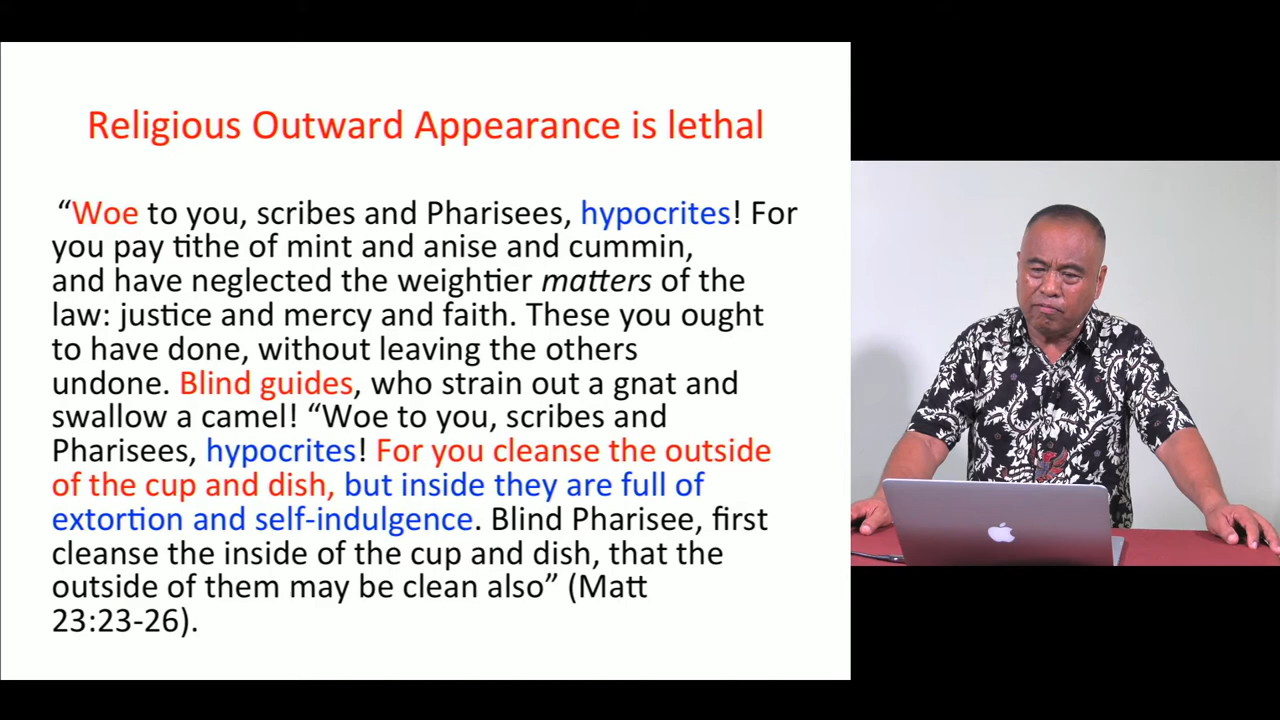 Religious Outward Appearance is lethal
“Woe to you, scribes and Pharisees, hypocrites! For
you pay tithe of mint and anise and cummin,
and have neglected the weightier matters of the
law: justice and mercy and faith. These you ought
to have done, without leaving the others
undone. Blind guides, who strain out a gnat and
swallow a camel! “Woe to you, scribes and
Pharisees, hypocrites! For you cleanse the outside
of the cup and dish, but inside they are full of
extortion and self-indulgence. Blind Pharisee, first
cleanse the inside of the cup and dish, that the
outside of them may be clean also” (Matt
23:23-26).